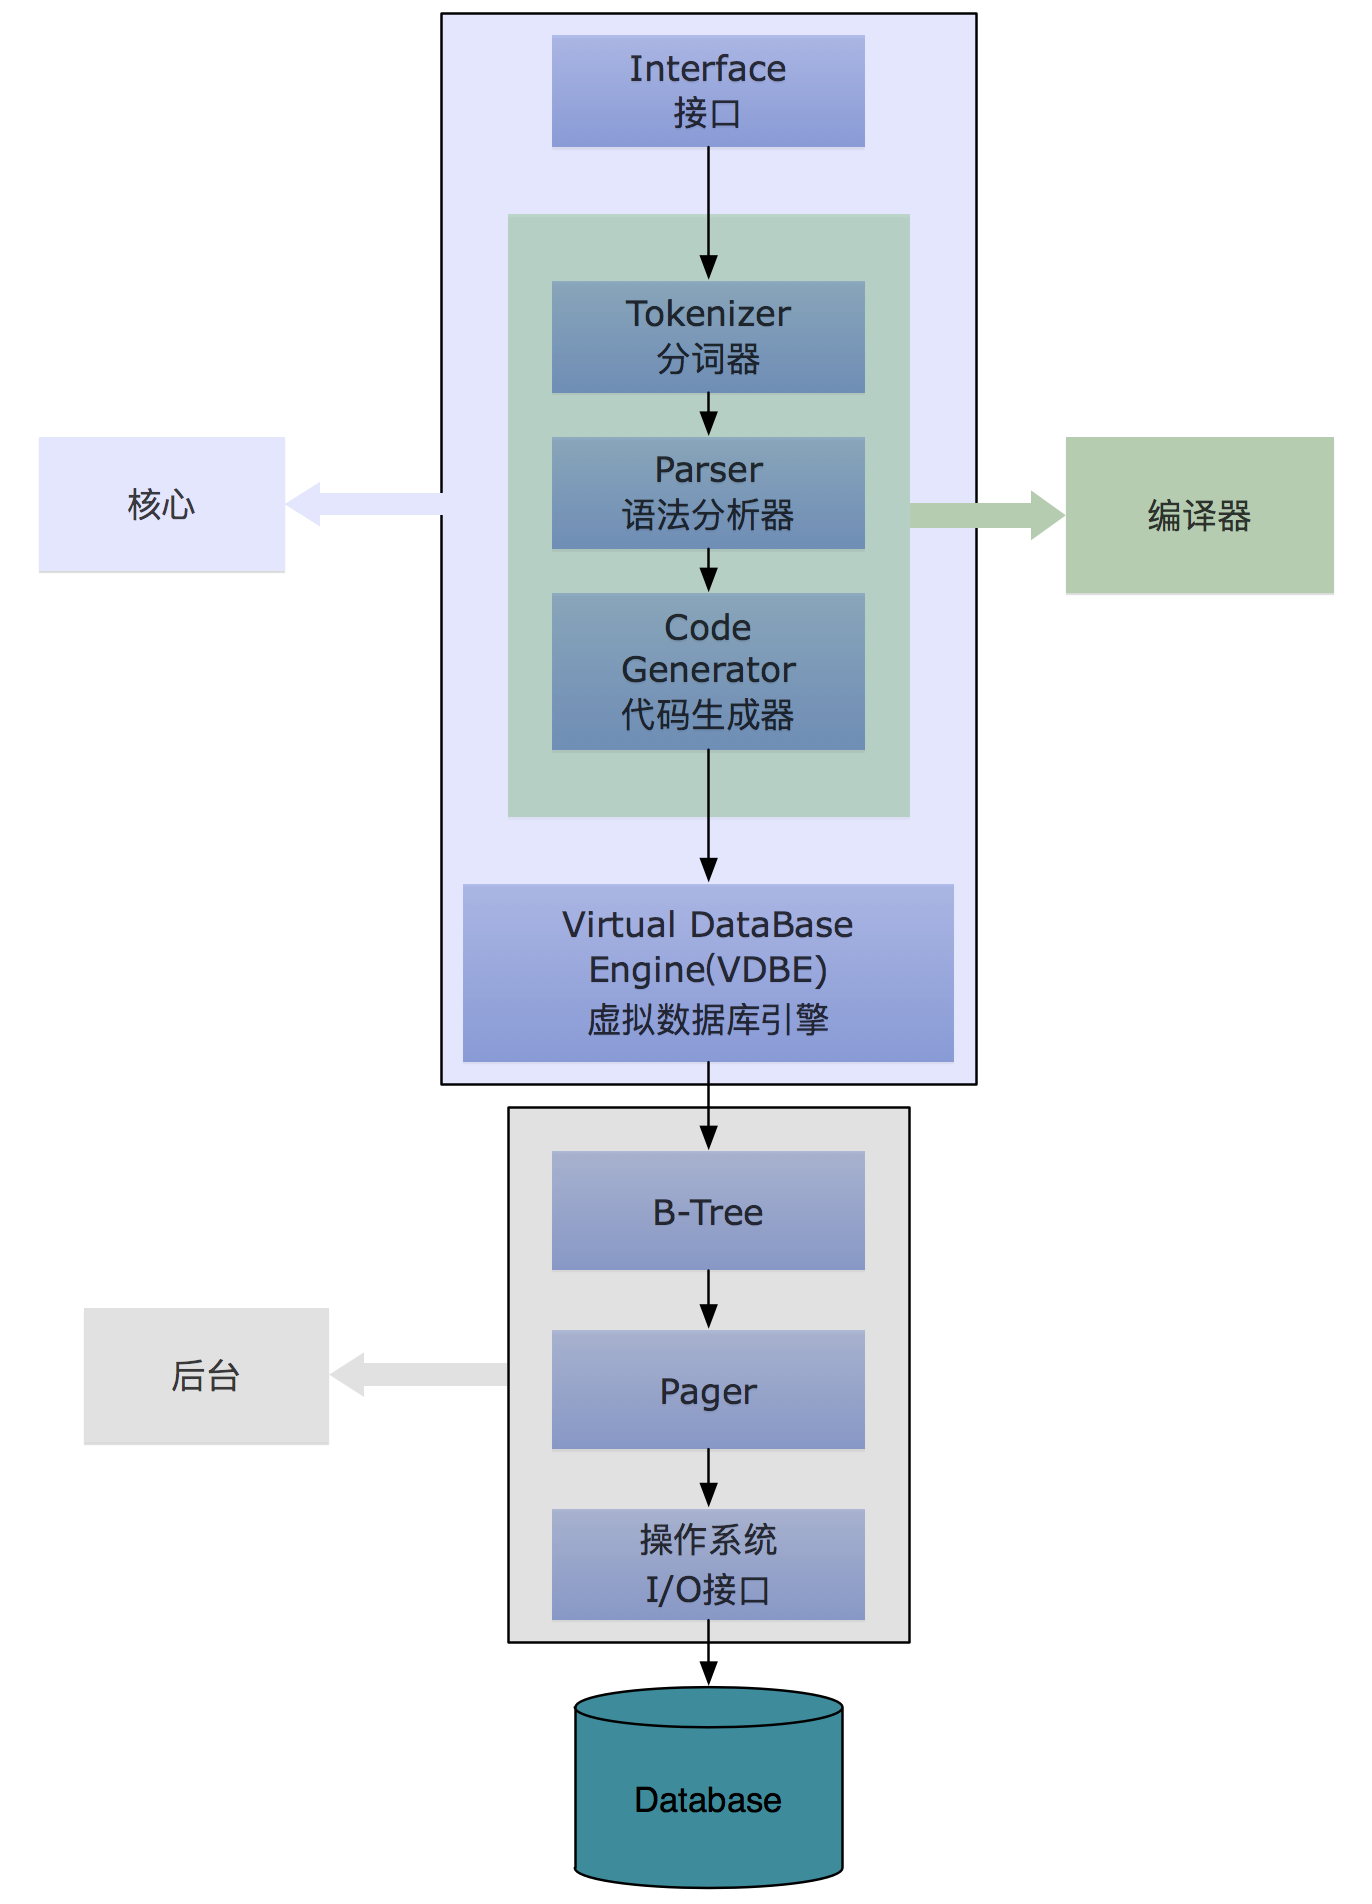 Interface
接口
Tokenizer
分词器
Parser
语法分析器
核心
编译器
Code
Generator
代码生成器
Virtual DataBase
Engine(VDBE)
虚拟数据库引擎
B-Tree
后台
Pager
操作系统
I/O接口
Database